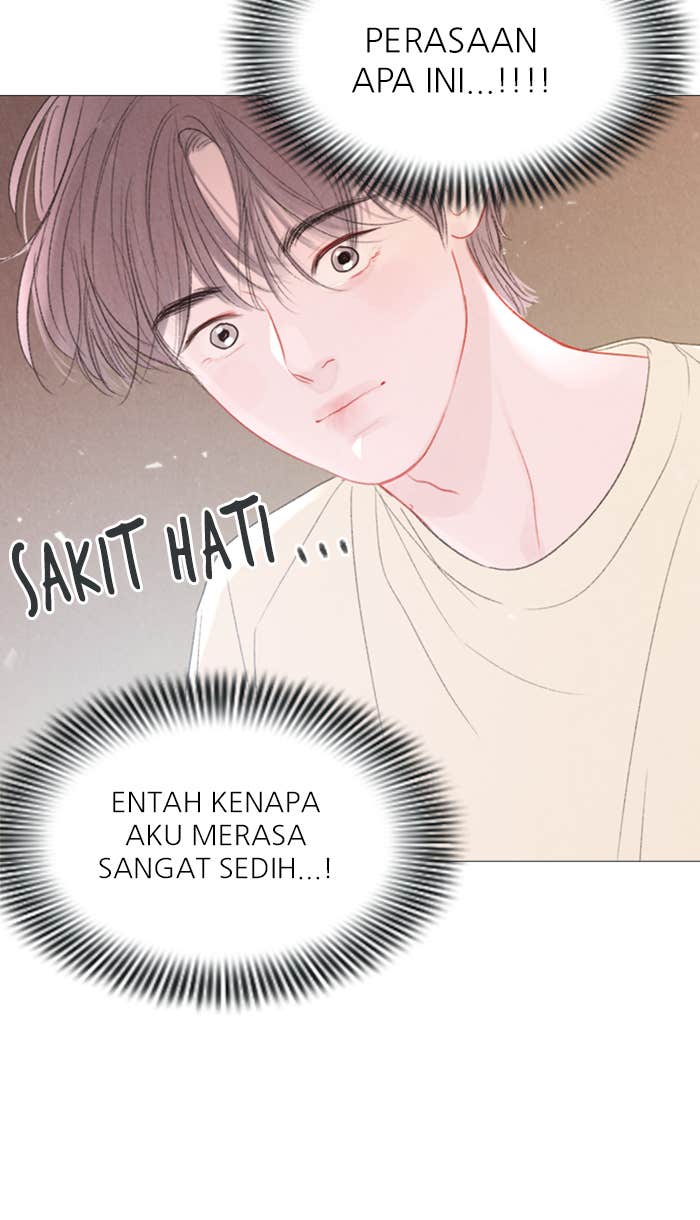 PERASAAN
APA INI...!!!!
SAKIT HATI...
ENTAH KENAPA
AKU MERASA
SANGAT SEDIH...!